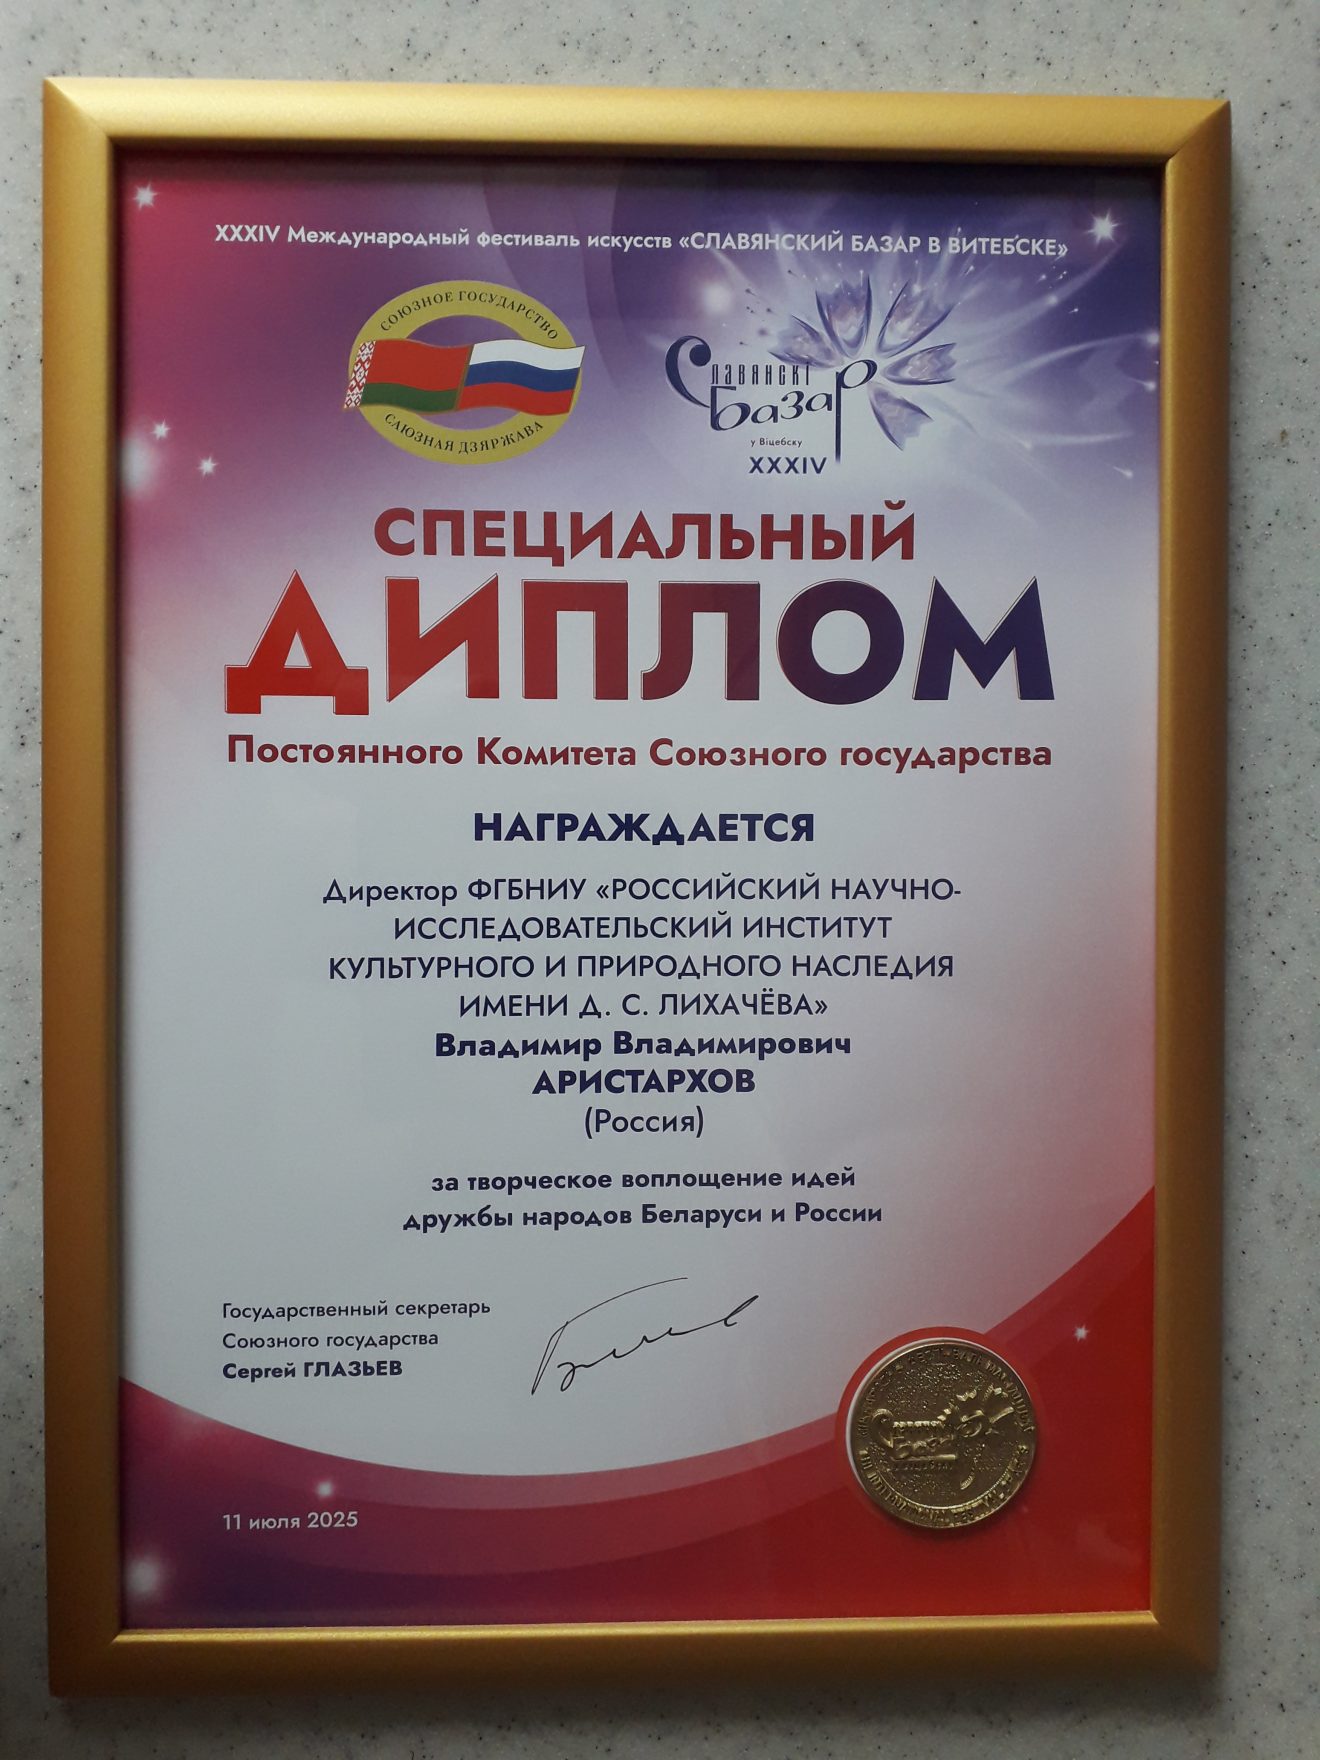 XXXIV Международный фестиваль искусств «СЛАВЯНСКИЙ БАЗАР В ВИТЕБСКЕ»
СОЮЗНОЕ ГОСУДАРСТВО
САЮЗНАЯ ДЗЯРЖАВА
Славянскі
Базар
у Віцебску
XXXIV
СПЕЦИАЛЬНЫЙ
ДИПЛОМ
Постоянного Комитета Союзного государства
НАГРАЖДАЕТСЯ
Директор ФГБНИУ «РОССИЙСКИЙ НАУЧНО-
ИССЛЕДОВАТЕЛЬСКИЙ ИНСТИТУТ
КУЛЬТУРНОГО И ПРИРОДНОГО НАСЛЕДИЯ
ИМЕНИ Д. С. ЛИХАЧЁВА»
Владимир Владимирович
АРИСТАРХОВ
(Россия)
за творческое воплощение идей
дружбы народов Беларуси и России
Государственный секретарь
Союзного государства
Сергей ГЛАЗЬЕВ
11 июля 2025